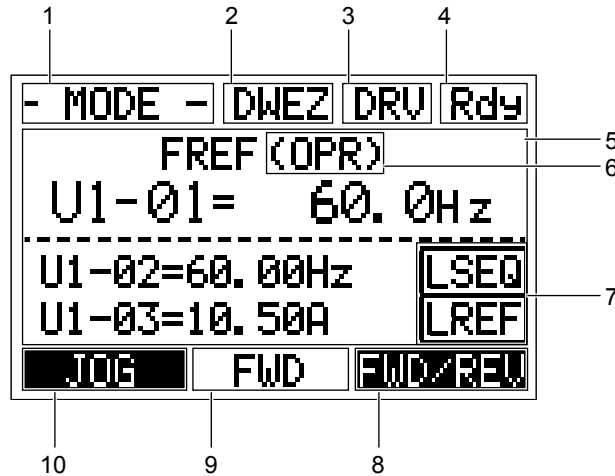 1 2 3 4
- MODE - DWEZ DRV Rdy
5
FREF (OPR)
6
U1-01= 60.0Hz
U1-02=60.00Hz LSEQ
7
U1-03=10.50A LREF
JOG FWD FWD/REV
10 9 8